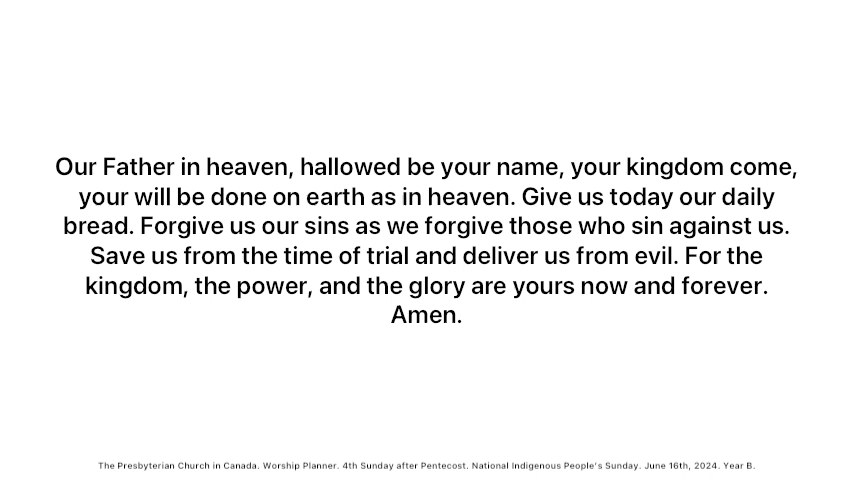 Our Father in heaven, hallowed be your name, your kingdom come,
your will be done on earth as in heaven. Give us today our daily
bread. Forgive us our sins as we forgive those who sin against us.
Save us from the time of trial and deliver us from evil. For the
kingdom, the power, and the glory are yours now and forever.
Amen.
The Presbyterian Church in Canada. Worship Planner. 4th Sunday after Pentecost. National Indigenous People's Sunday. June 16th, 2024. Year B.